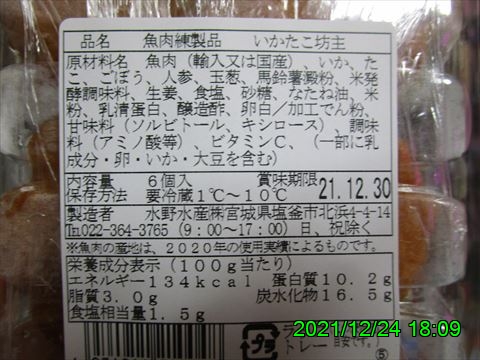 品名　魚肉練製品　いかたこ坊主
原材料名　魚肉（輸入又は国産）、いか、た
こ、ごぼう、人参、玉葱、馬鈴薯澱粉、米発
酵調味料、生姜、食塩、砂糖、なたね油、米
粉、乳清蛋白、醸造酢、卵白／加工でん粉、
甘味料（ソルビトール、キシロース）、調味
料（アミノ酸等）、ビタミンC、（一部に乳
成分・卵・いか・大豆を含む）
内容量　6個入　賞味期限 21.12.30
保存方法　要冷蔵1℃～10℃
製造者　水野水産㈱宮城県塩釜市北浜4-4-14
℡022-364-3765（9:00～17:00）日、祝除く
※魚肉の産地は、2020年の使用実績によるものです。
栄養成分表示（100g当たり）
エネルギー134kcal　蛋白質10.2g
脂質3.0g　炭水化物16.5g
食塩相当量1.5g
2021/12/24 18:09
プラ
トレー
⑤